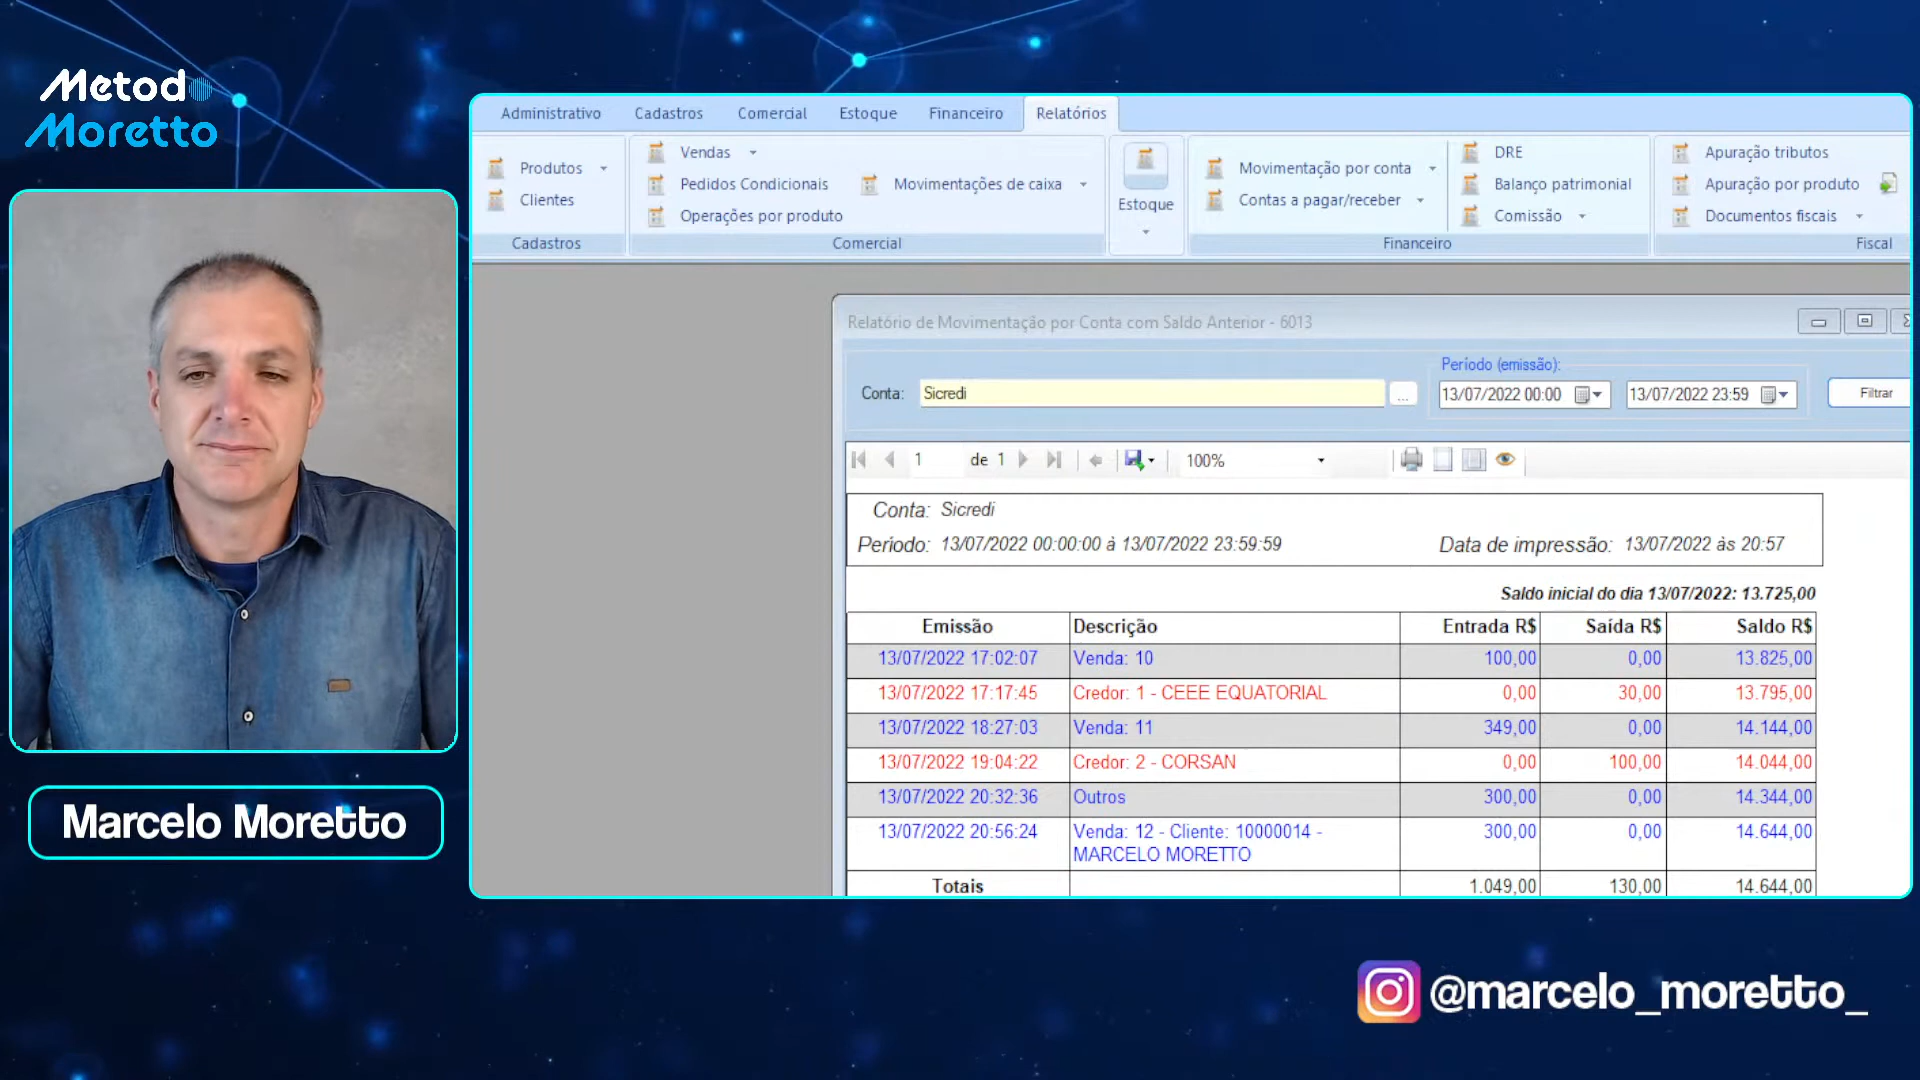 Metodo
Moretto
Marcelo Moretto
Administrativo Cadastros Comercial Estoque Financeiro Relatórios
Produtos
Clientes
Cadastros
Vendas
Pedidos Condicionais
Operações por produto
Movimentações de caixa
Comercial
Estoque
Movimentação por conta
Contas a pagar/receber
DRE
Balanço patrimonial
Comissão
Financeiro
Apuração tributos
Apuração por produto
Documentos fiscais
Fiscal
Relatório de Movimentação por Conta com Saldo Anterior - 6013
Período (emissão):
Conta: Sicredi ... 13/07/2022 00:00 13/07/2022 23:59 Filtrar
1 de 1 100%
Conta: Sicredi
Período: 13/07/2022 00:00:00 à 13/07/2022 23:59:59 Data de impressão: 13/07/2022 às 20:57
Saldo inicial do dia 13/07/2022: 13.725,00
Emissão Descrição Entrada R$ Saída R$ Saldo R$
13/07/2022 17:02:07 Venda: 10 100,00 0,00 13.825,00
13/07/2022 17:17:45 Credor: 1 - CEEE EQUATORIAL 0,00 30,00 13.795,00
13/07/2022 18:27:03 Venda: 11 349,00 0,00 14.144,00
13/07/2022 19:04:22 Credor: 2 - CORSAN 0,00 100,00 14.044,00
13/07/2022 20:32:36 Outros 300,00 0,00 14.344,00
13/07/2022 20:56:24 Venda: 12 - Cliente: 10000014 - 300,00 0,00 14.644,00
MARCELO MORETTO
Totais 1.049,00 130,00 14.644,00
@marcelo_moretto_